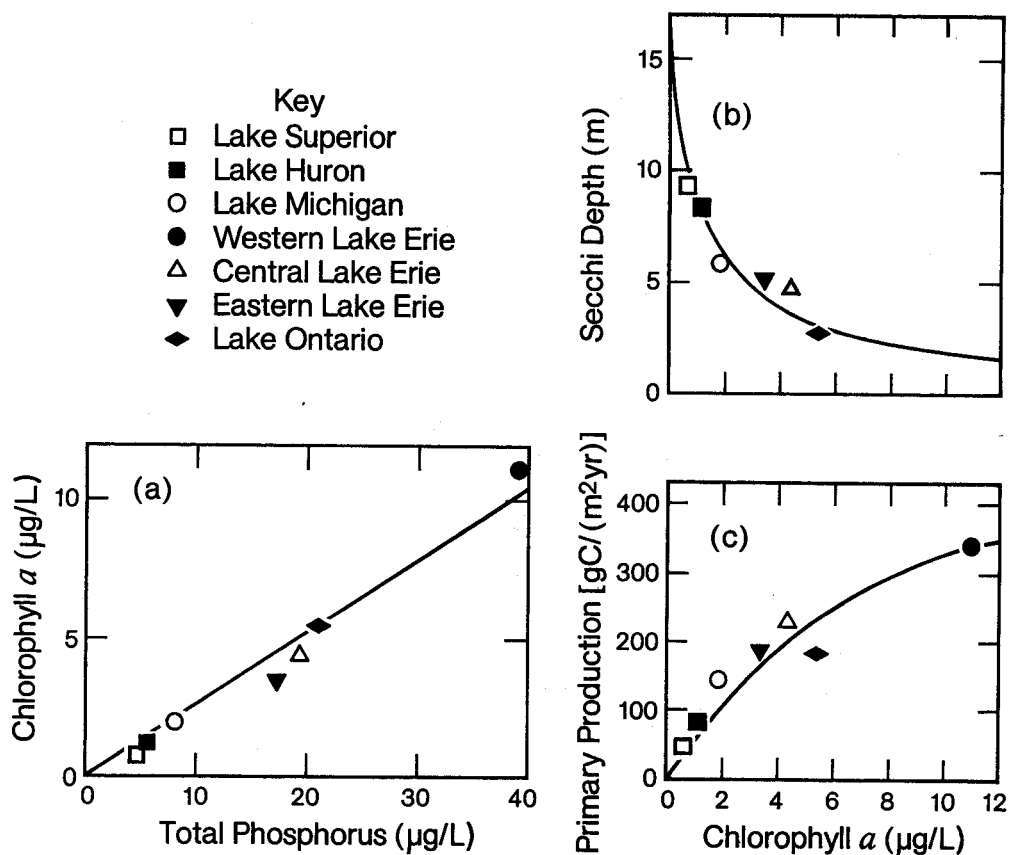 Key
Lake Superior
Lake Huron
Lake Michigan
Western Lake Erie
Central Lake Erie
Eastern Lake Erie
Lake Ontario
(b)
Secchi Depth (m)
15
10
5
0
(a)
Chlorophyll a (µg/L)
10
5
0
0 10 20 30 40
Total Phosphorus (µg/L)
(c)
Primary Production [gC/(m²yr)]
400
300
200
100
0
0 2 4 6 8 10 12
Chlorophyll a (µg/L)